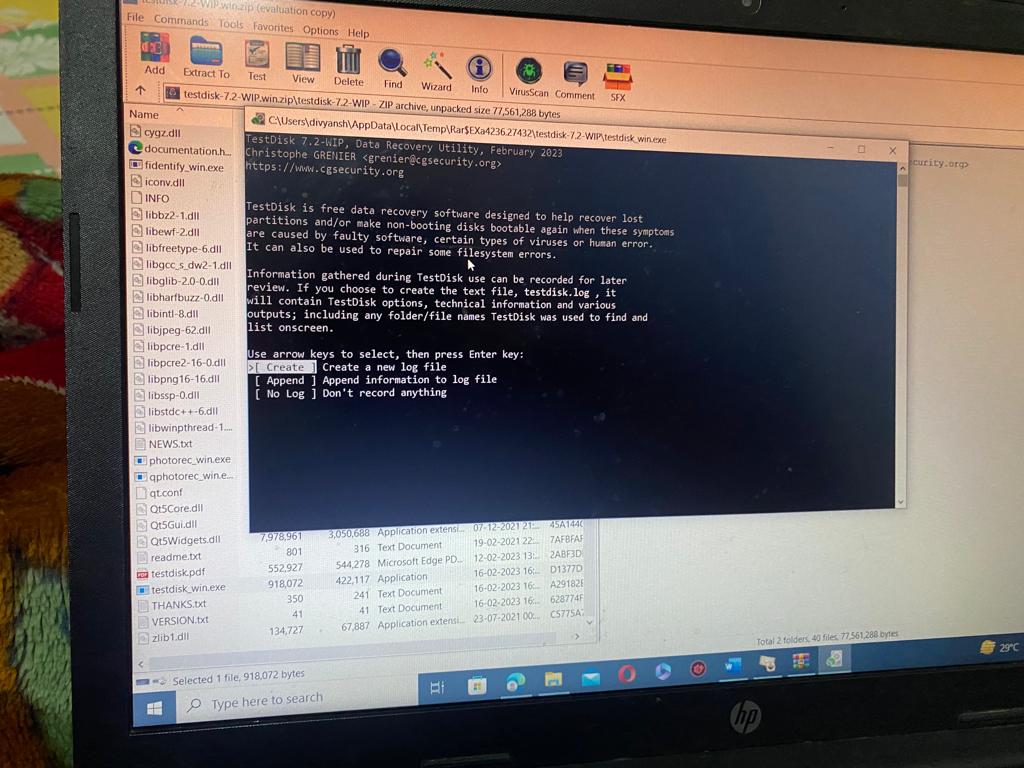 testdisk-7.2-WIP.win.zip (evaluation copy)
File Commands Tools Favorites Options Help
Add Extract To Test View Delete Find Wizard Info VirusScan Comment SFX
testdisk-7.2-WIP.win.zip\testdisk-7.2-WIP - ZIP archive, unpacked size 77,561,288 bytes
Name
cygz.dll
documentation.h...
fidentify_win.exe
iconv.dll
INFO
libbz2-1.dll
libewf-2.dll
libfreetype-6.dll
libgcc_s_dw2-1.dll
libglib-2.0-0.dll
libharfbuzz-0.dll
libintl-8.dll
libjpeg-62.dll
libpcre-1.dll
libpcre2-16-0.dll
libpng16-16.dll
libssp-0.dll
libstdc++-6.dll
libwinpthread-1....
NEWS.txt
photorec_win.exe
qphotorec_win.e...
qt.conf
Qt5Core.dll
Qt5Gui.dll
Qt5Widgets.dll 7,978,961 3,050,688 Application extensi... 07-12-2021 21:... 45A1440
readme.txt 801 316 Text Document 19-02-2021 22:... 7AFBFAF
testdisk.pdf 552,927 544,278 Microsoft Edge PD... 12-02-2023 13:... 2ABF3D
testdisk_win.exe 918,072 422,117 Application 16-02-2023 16:... D1377D
THANKS.txt 350 241 Text Document 16-02-2023 16:... A29182E
VERSION.txt 41 41 Text Document 16-02-2023 16:... 628774F
zlib1.dll 134,727 67,887 Application extensi... 23-07-2021 00:... C5775A
C:\Users\divyansh\AppData\Local\Temp\Rar$EXa4236.27432\testdisk-7.2-WIP\testdisk_win.exe
TestDisk 7.2-WIP, Data Recovery Utility, February 2023
Christophe GRENIER <grenier@cgsecurity.org>
https://www.cgsecurity.org
TestDisk is free data recovery software designed to help recover lost
partitions and/or make non-booting disks bootable again when these symptoms
are caused by faulty software, certain types of viruses or human error.
It can also be used to repair some filesystem errors.
Information gathered during TestDisk use can be recorded for later
review. If you choose to create the text file, testdisk.log , it
will contain TestDisk options, technical information and various
outputs; including any folder/file names TestDisk was used to find and
list onscreen.
Use arrow keys to select, then press Enter key:
>[ Create ] Create a new log file
[ Append ] Append information to log file
[ No Log ] Don't record anything
curity.org>
Selected 1 file, 918,072 bytes
Total 2 folders, 40 files, 77,561,288 bytes
Type here to search
29°C
hp